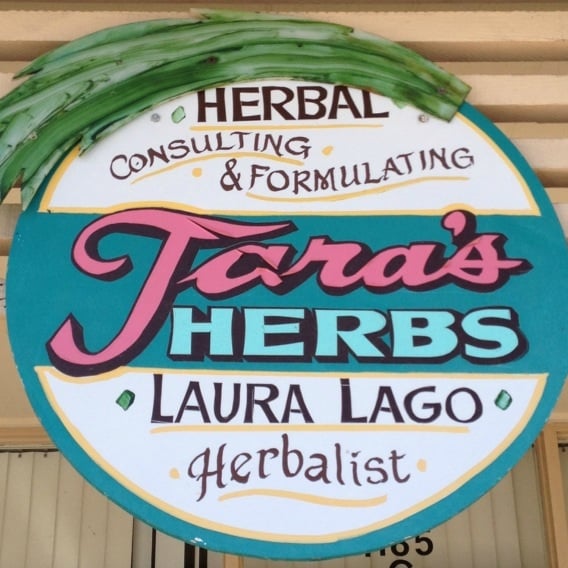 HERBAL
CONSULTING
& FORMULATING
Tara's
HERBS
LAURA LAGO
Herbalist